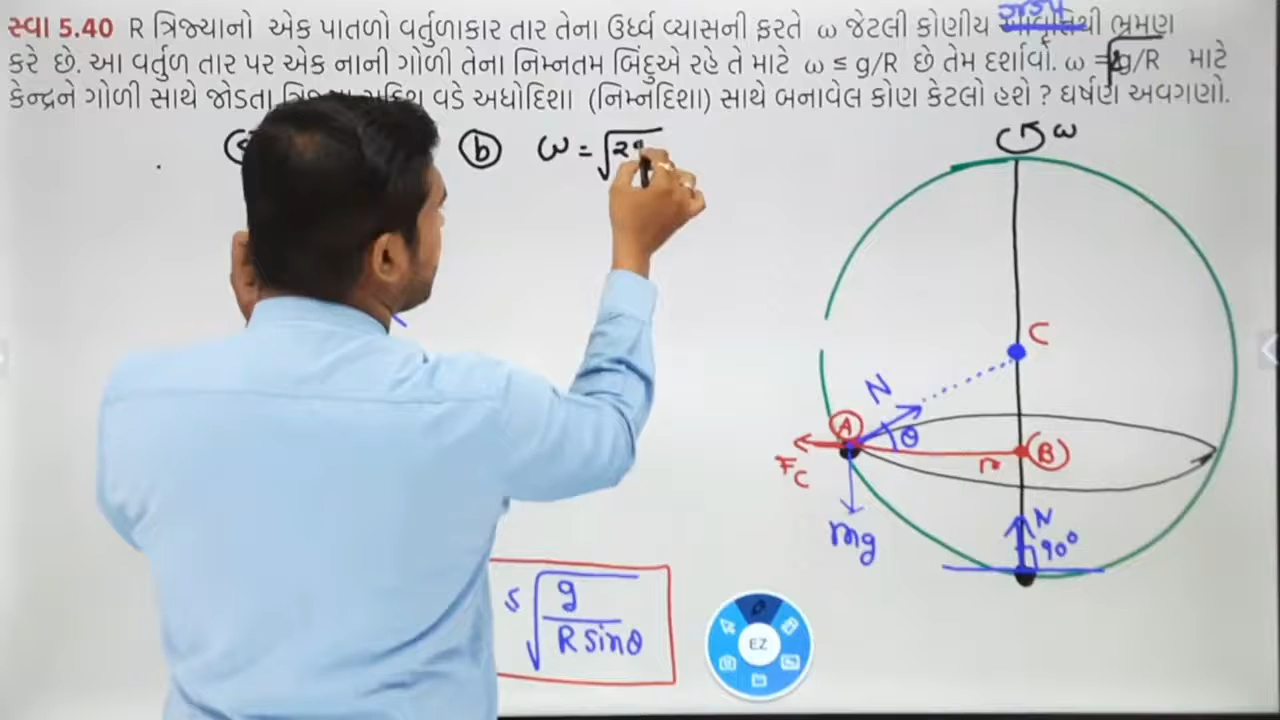 સ્વા 5.40 R ત્રિજ્યાનો એક પાતળો વર્તુળાકાર તાર તેના ઉર્ધ્વ વ્યાસની ફરતે ω જેટલી કોણીય ભ્રમણ
કરે છે. આ વર્તુળ તાર પર એક નાની ગોળી તેના નિમ્નતમ બિંદુએ રહે તે માટે ω ≤ g/R છે તેમ દર્શાવો. ω = g/R માટે
કેન્દ્રને ગોળી સાથે જોડતા વડે અધોદિશા (નિમ્નદિશા) સાથે બનાવેલ કોણ કેટલો હશે ? ઘર્ષણ અવગણો.
ω
b ω = √2
C
N
A θ
B
Fc
r
mg
N
90°
√g/R sinθ
EZ